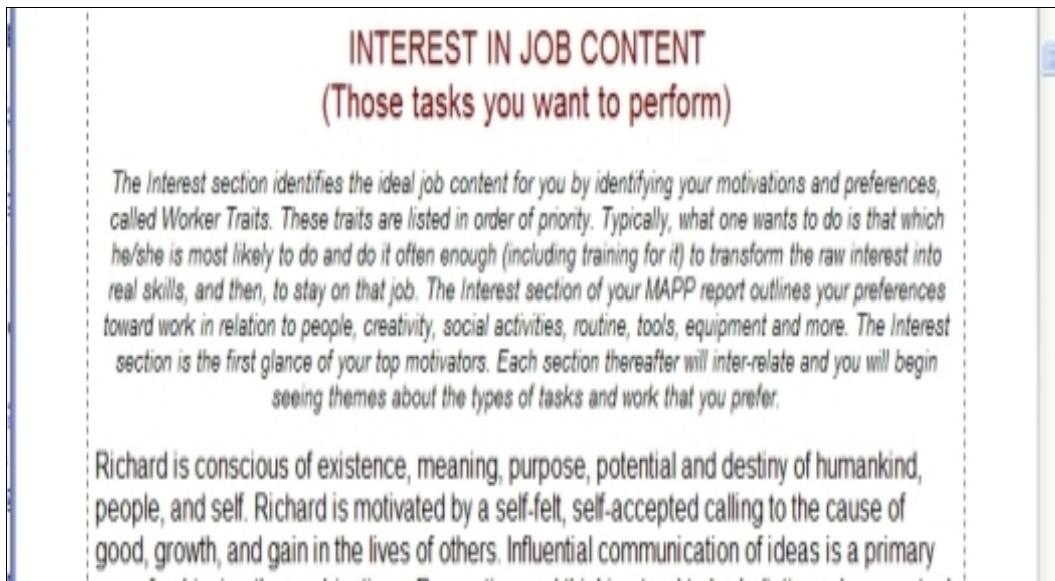 INTEREST IN JOB CONTENT
(Those tasks you want to perform)
The Interest section identifies the ideal job content for you by identifying your motivations and preferences,
called Worker Traits. These traits are listed in order of priority. Typically, what one wants to do is that which
he/she is most likely to do and do it often enough (including training for it) to transform the raw interest into
real skills, and then, to stay on that job. The Interest section of your MAPP report outlines your preferences
toward work in relation to people, creativity, social activities, routine, tools, equipment and more. The Interest
section is the first glance of your top motivators. Each section thereafter will inter-relate and you will begin
seeing themes about the types of tasks and work that you prefer.
Richard is conscious of existence, meaning, purpose, potential and destiny of humankind,
people, and self. Richard is motivated by a self-felt, self-accepted calling to the cause of
good, growth, and gain in the lives of others. Influential communication of ideas is a primary